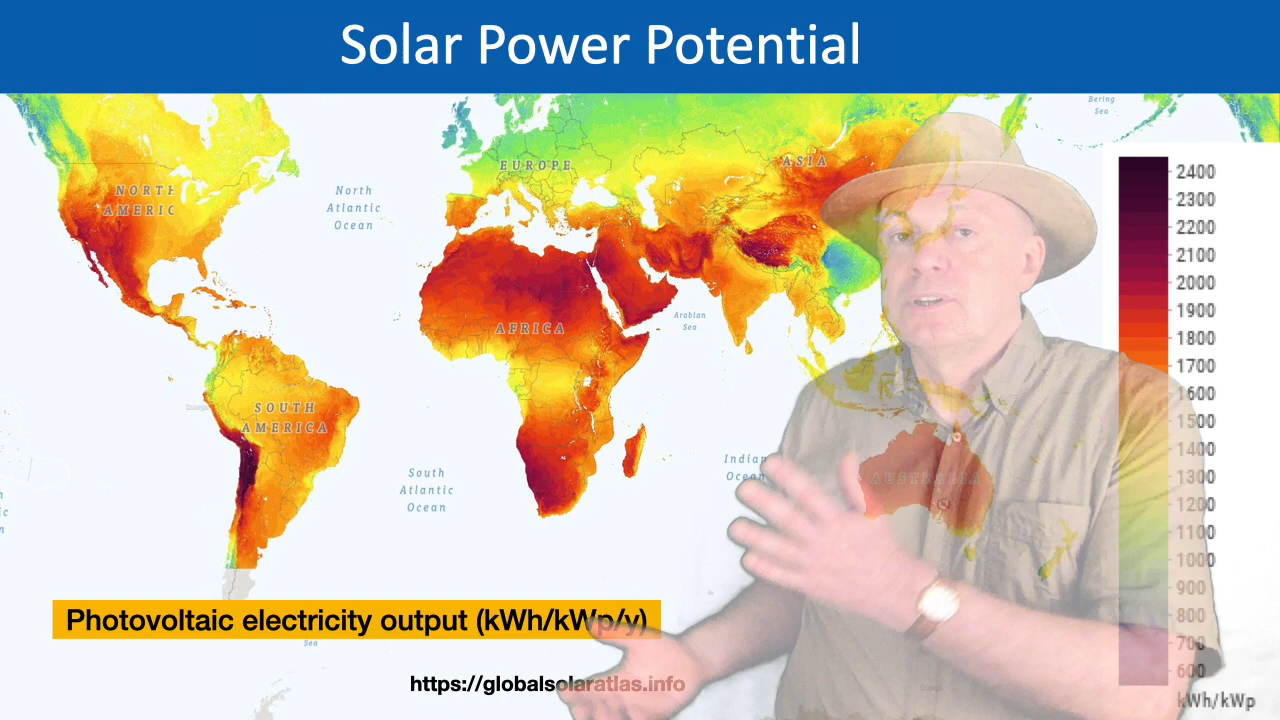 Solar Power Potential
Bering
Sea
EUROPE
ASIA
NORTH
AMERIC
North
Atlantic
Ocean
Arabian
Sea
AFRICA
SOUTH
AMERICA
Indian
Ocean
South
Atlantic
Ocean
AUSTRALIA
2400
2300
2200
2100
2000
1900
1800
1700
1600
1500
1400
1300
1200
1100
1000
900
800
700
600
kWh/kWp
Photovoltaic electricity output (kWh/kWp/y)
Sea
https://globalsolaratlas.info